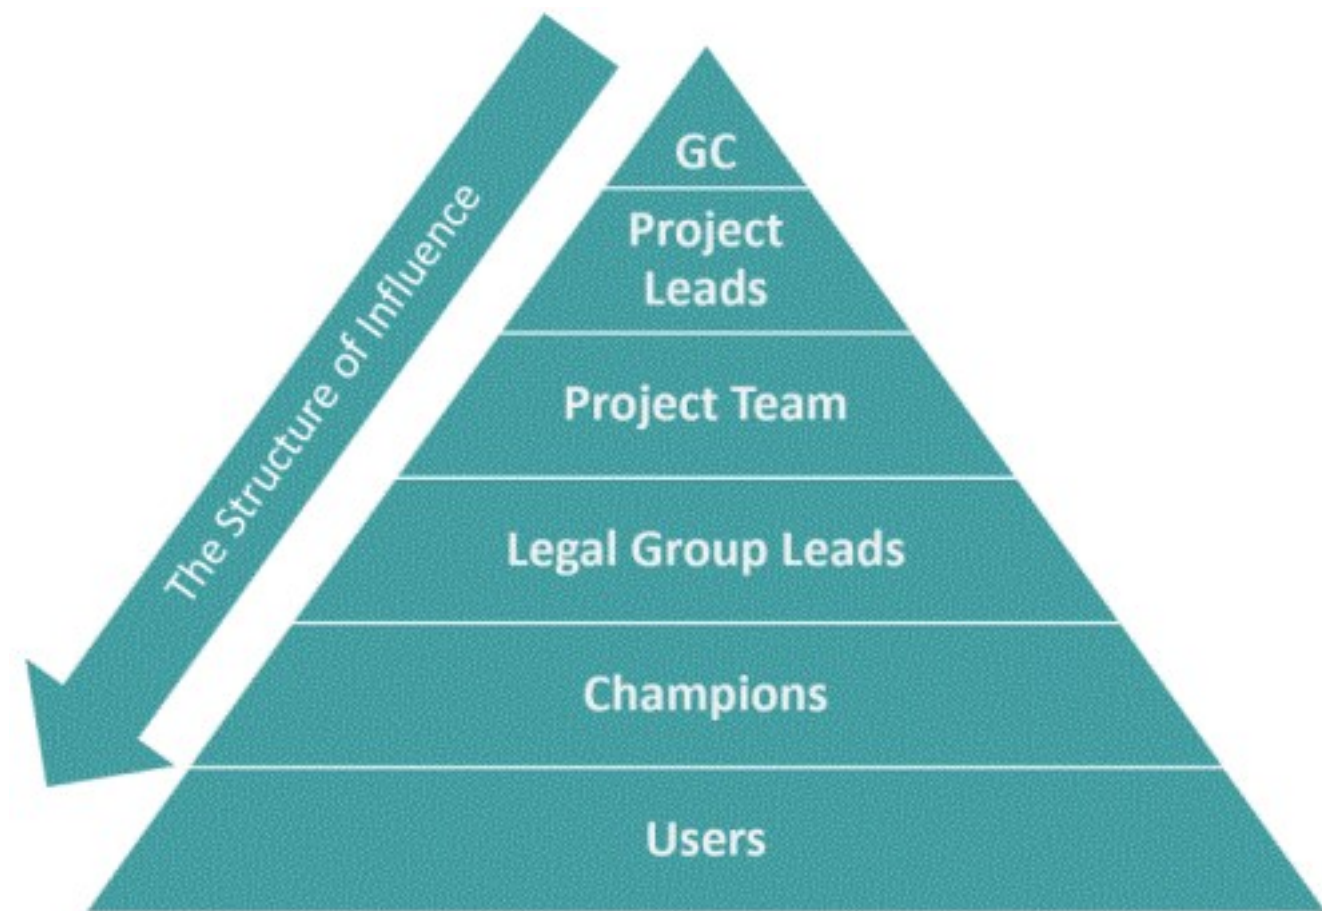 The Structure of Influence
GC
Project
Leads
Project Team
Legal Group Leads
Champions
Users